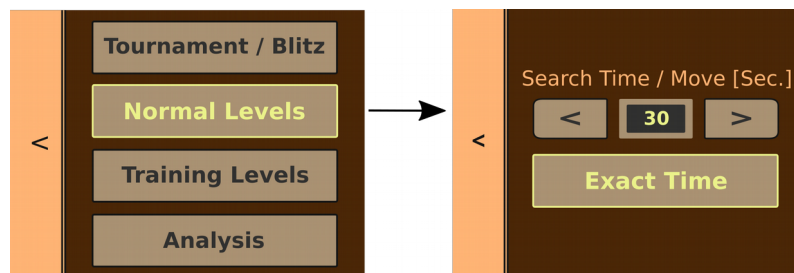 Tournament / Blitz
Normal Levels
<
Training Levels
Analysis
Search Time / Move [Sec.]
< 30 >
<
Exact Time